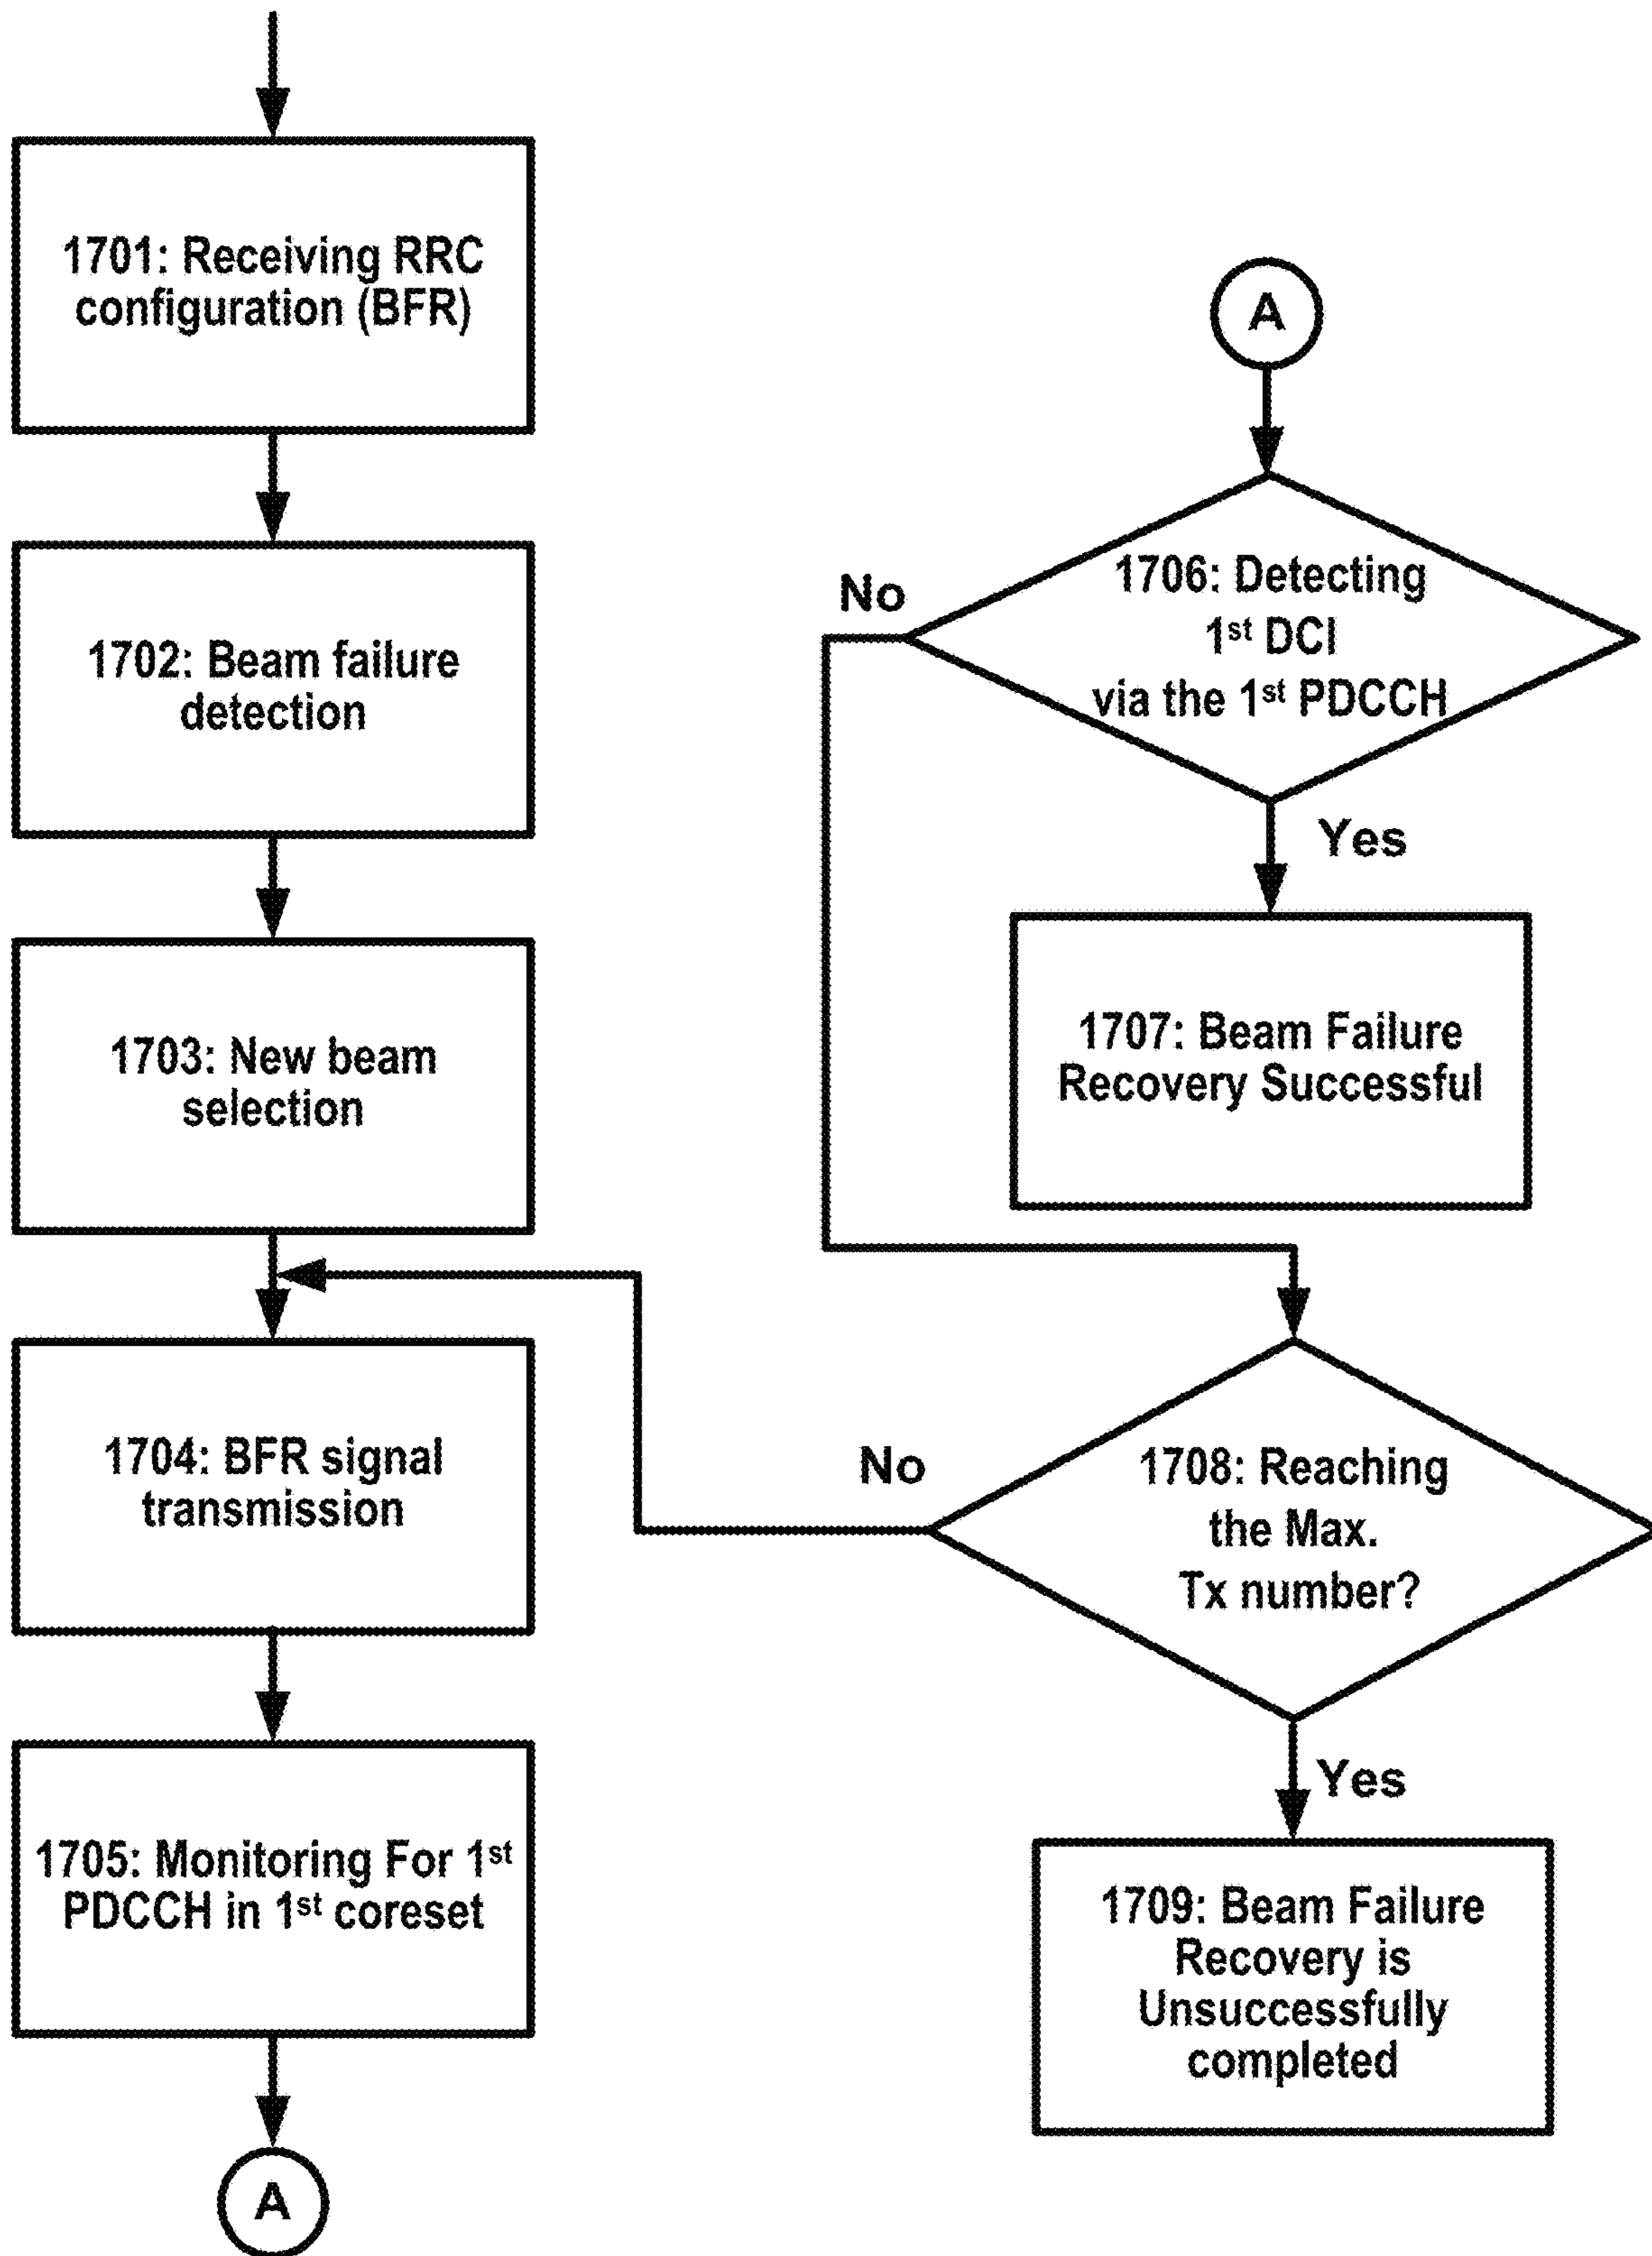 1701: Receiving RRC
configuration (BFR)
1702: Beam failure
detection
1703: New beam
selection
1704: BFR signal
transmission
1705: Monitoring For 1st
PDCCH in 1st coreset
A
A
1706: Detecting
1st DCI
via the 1st PDCCH
No
Yes
1707: Beam Failure
Recovery Successful
1708: Reaching
the Max.
Tx number?
No
Yes
1709: Beam Failure
Recovery is
Unsuccessfully
completed